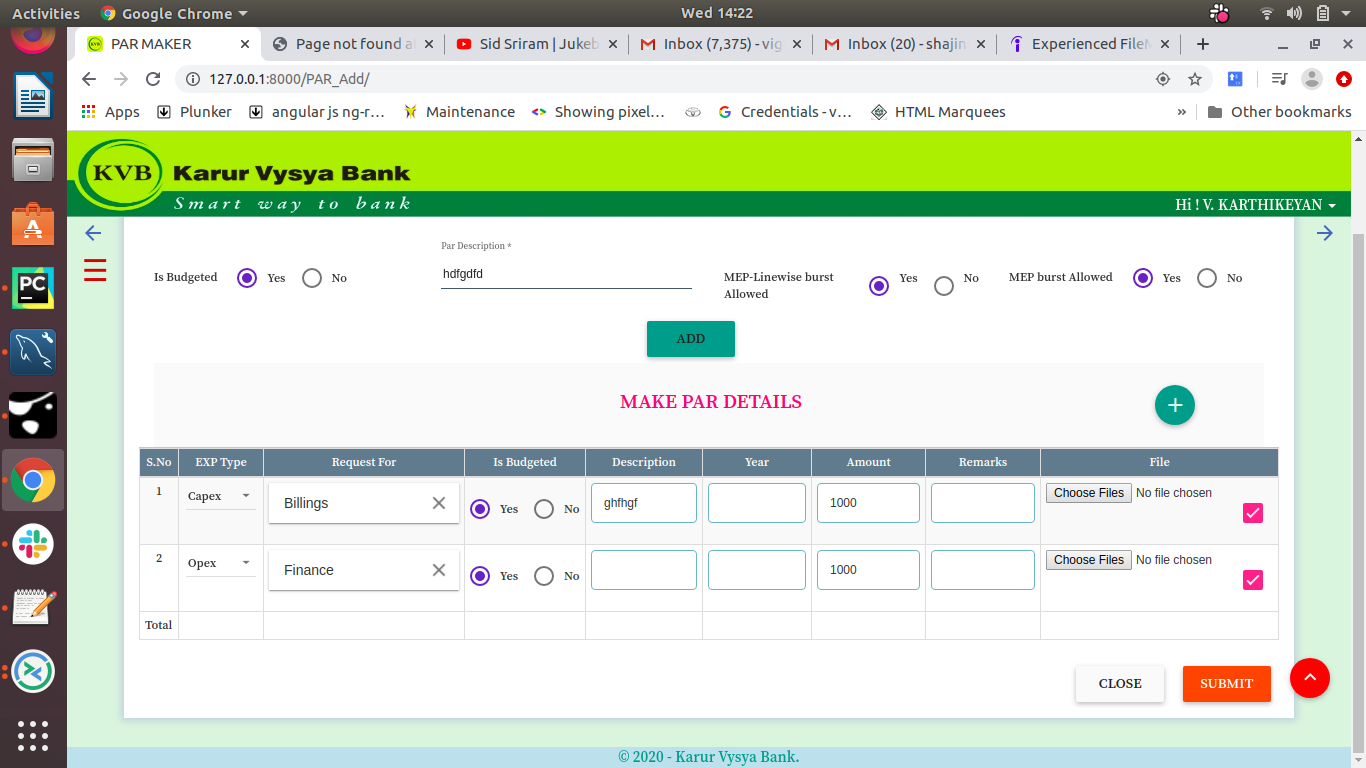 Activities Google Chrome Wed 14:22
PAR MAKER Page not found a Sid Sriram | Jukeb Inbox (7,375) - vig Inbox (20) - shajin Experienced FileM
127.0.0.1:8000/PAR_Add/
Apps Plunker angular js ng-r… Maintenance Showing pixel… Credentials - v… HTML Marquees » Other bookmarks
KVB Karur Vysya Bank
Smart way to bank
Hi ! V. KARTHIKEYAN
Par Description *
Is Budgeted Yes No hdfgdfd MEP-Linewise burst Allowed Yes No MEP burst Allowed Yes No
ADD
MAKE PAR DETAILS
+
S.No EXP Type Request For Is Budgeted Description Year Amount Remarks File
1 Capex Billings Yes No ghfhgf 1000 Choose Files No file chosen
2 Opex Finance Yes No 1000 Choose Files No file chosen
Total
CLOSE SUBMIT
© 2020 - Karur Vysya Bank.
PC